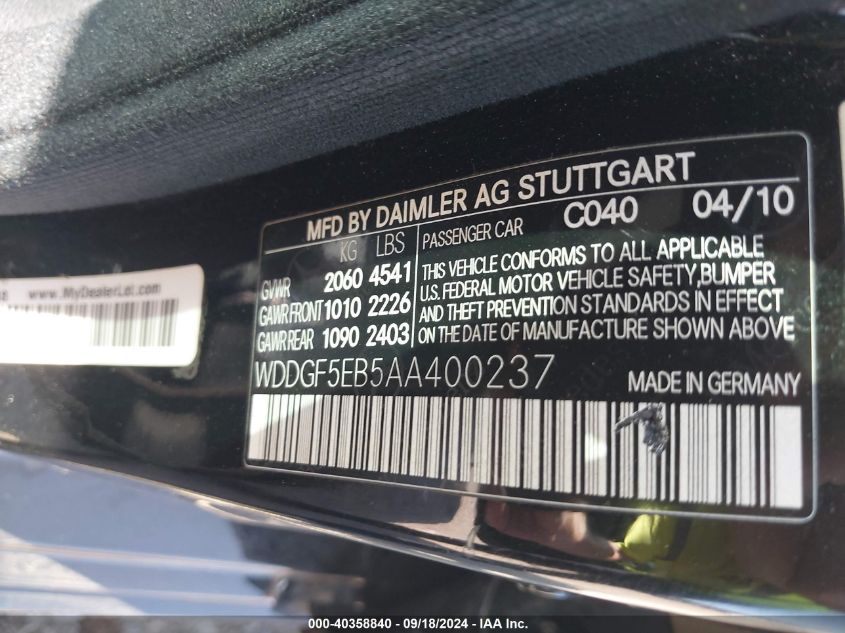 MFD BY DAIMLER AG STUTTGART
KG LBS PASSENGER CAR C040 04/10
GVWR 2060 4541
GAWR FRONT 1010 2226
GAWR REAR 1090 2403
THIS VEHICLE CONFORMS TO ALL APPLICABLE
U.S. FEDERAL MOTOR VEHICLE SAFETY,BUMPER
AND THEFT PREVENTION STANDARDS IN EFFECT
ON THE DATE OF MANUFACTURE SHOWN ABOVE
WDDGF5EB5AA400237 MADE IN GERMANY
www.MyDealerLot.com
000-40358840 - 09/18/2024 - IAA Inc.